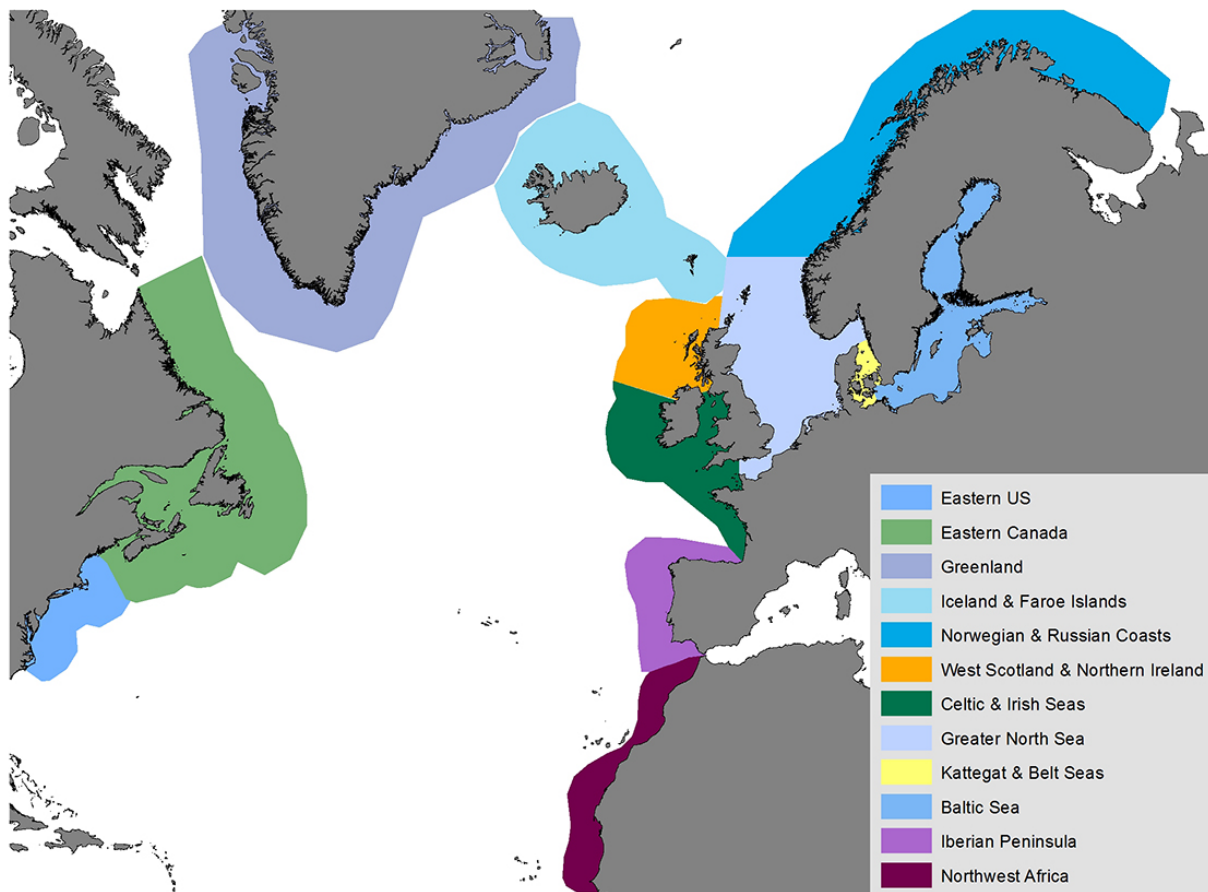 Eastern US
Eastern Canada
Greenland
Iceland & Faroe Islands
Norwegian & Russian Coasts
West Scotland & Northern Ireland
Celtic & Irish Seas
Greater North Sea
Kattegat & Belt Seas
Baltic Sea
Iberian Peninsula
Northwest Africa